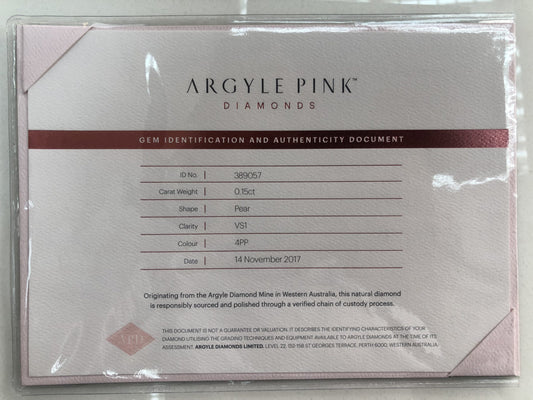 ARGYLE PINK™
DIAMONDS
GEM IDENTIFICATION AND AUTHENTICITY DOCUMENT
ID No. 389057
Carat Weight 0.15ct
Shape Pear
Clarity VS1
Colour 4PP
Date 14 November 2017
Originating from the Argyle Diamond Mine in Western Australia, this natural diamond
is responsibly sourced and polished through a verified chain of custody process.
APD
THIS DOCUMENT IS NOT A GUARANTEE OR VALUATION. IT DESCRIBES THE IDENTIFYING CHARACTERISTICS OF YOUR
DIAMOND UTILISING THE GRADING TECHNIQUES AND EQUIPMENT AVAILABLE TO ARGYLE DIAMONDS AT THE TIME OF ITS
ASSESSMENT. ARGYLE DIAMONDS LIMITED. LEVEL 22, 152-158 ST GEORGES TERRACE, PERTH 6000, WESTERN AUSTRALIA.